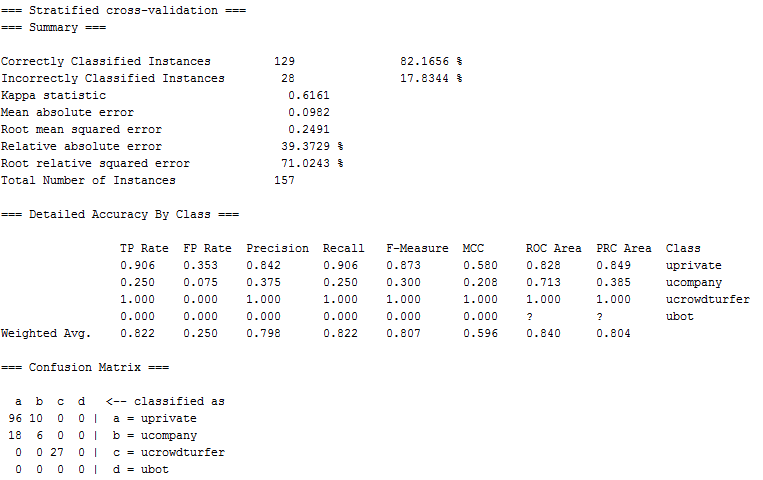 === Stratified cross-validation ===
=== Summary ===
Correctly Classified Instances 129 82.1656 %
Incorrectly Classified Instances 28 17.8344 %
Kappa statistic 0.6161
Mean absolute error 0.0982
Root mean squared error 0.2491
Relative absolute error 39.3729 %
Root relative squared error 71.0243 %
Total Number of Instances 157
=== Detailed Accuracy By Class ===
TP Rate FP Rate Precision Recall F-Measure MCC ROC Area PRC Area Class
0.906 0.353 0.842 0.906 0.873 0.580 0.828 0.849 uprivate
0.250 0.075 0.375 0.250 0.300 0.208 0.713 0.385 ucompany
1.000 0.000 1.000 1.000 1.000 1.000 1.000 1.000 ucrowdturfer
0.000 0.000 0.000 0.000 0.000 0.000 ? ? ubot
Weighted Avg. 0.822 0.250 0.798 0.822 0.807 0.596 0.840 0.804
=== Confusion Matrix ===
a b c d <-- classified as
96 10 0 0 | a = uprivate
18 6 0 0 | b = ucompany
0 0 27 0 | c = ucrowdturfer
0 0 0 0 | d = ubot